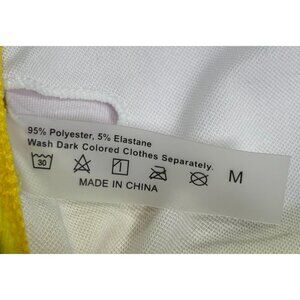 95% Polyester, 5% Elastane
Wash Dark Colored Clothes Separately.
30 M
MADE IN CHINA